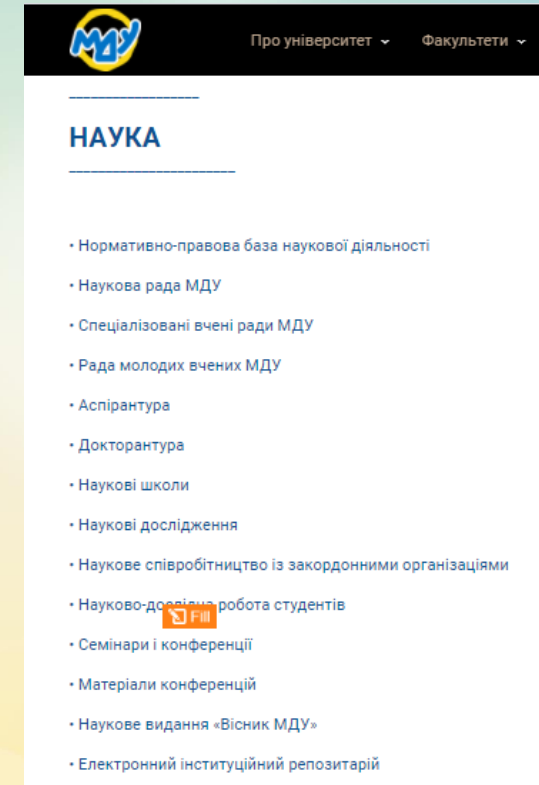 МДУ
Про університет Факультети
НАУКА
• Нормативно-правова база наукової діяльності
• Наукова рада МДУ
• Спеціалізовані вчені ради МДУ
• Рада молодих вчених МДУ
• Аспірантура
• Докторантура
• Наукові школи
• Наукові дослідження
• Наукове співробітництво із закордонними організаціями
• Науково-дослідна робота студентів
Fill
• Семінари і конференції
• Матеріали конференцій
• Наукове видання «Вісник МДУ»
• Електронний інституційний репозитарій